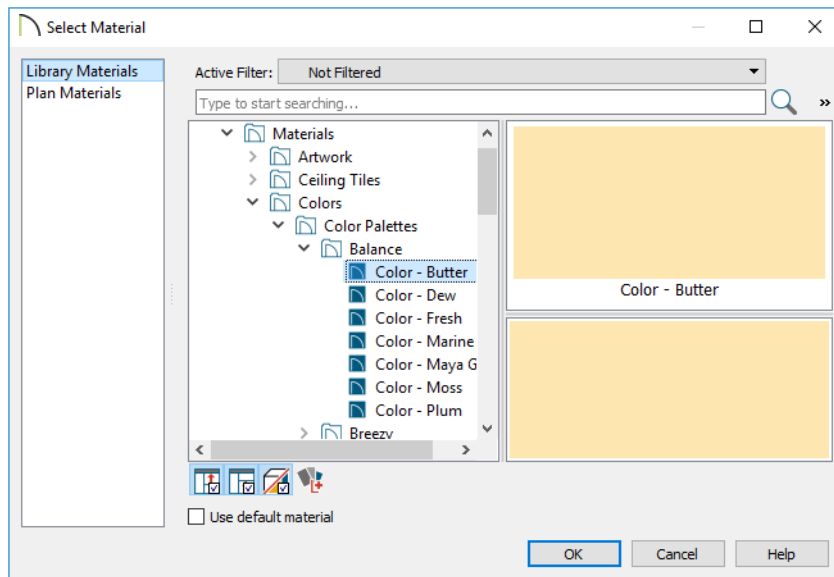 Select Material
Library Materials
Plan Materials
Active Filter: Not Filtered
Type to start searching...
»
Materials
Artwork
Ceiling Tiles
Colors
Color Palettes
Balance
Color - Butter
Color - Dew
Color - Fresh
Color - Marine
Color - Maya G
Color - Moss
Color - Plum
Breezy
Color - Butter
Use default material
OK
Cancel
Help